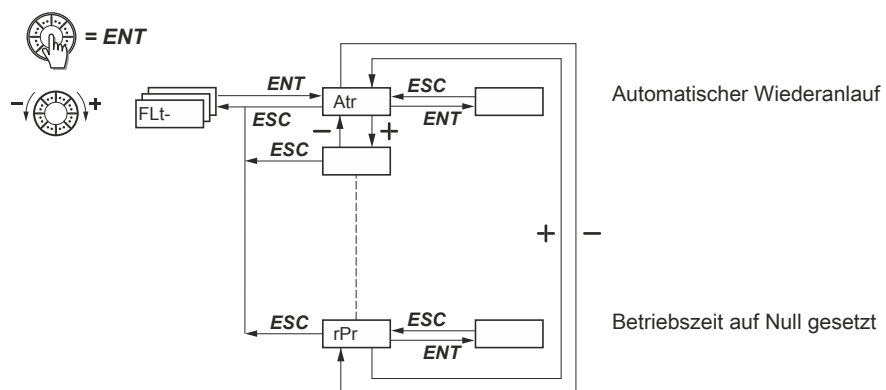 = ENT
− +
FLt-
ENT
ESC
Atr
ESC
ENT
Automatischer Wiederanlauf
− +
ESC
+ −
ESC
rPr
ESC
ENT
Betriebszeit auf Null gesetzt